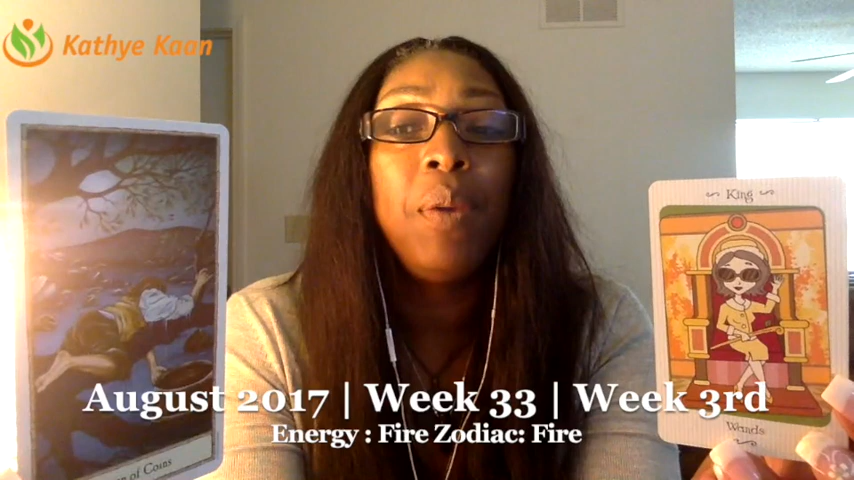 Kathye Kaan
King
August 2017 | Week 33 | Week 3rd
Energy : Fire Zodiac: Fire
Wands
of Coins